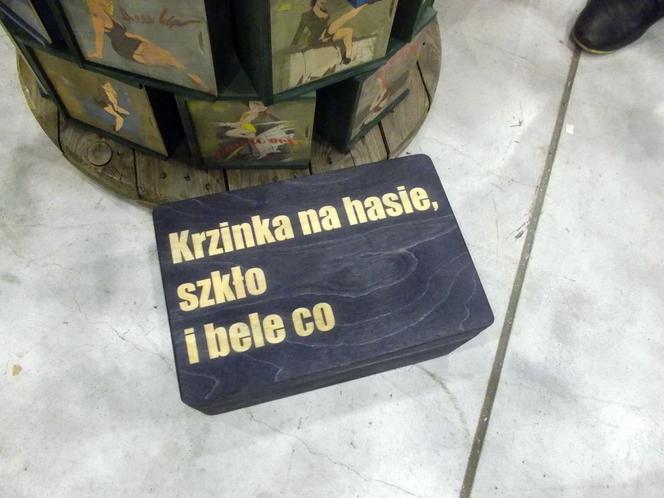 Krzinka na hasie,
szkło
i bele co